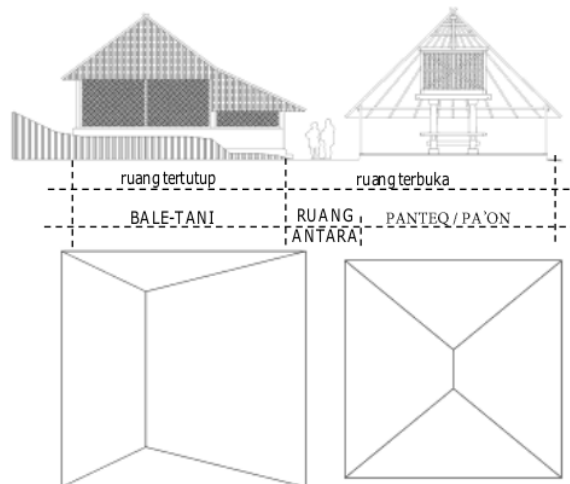 ruang tertutup
ruang terbuka
BALE-TANI
RUANG
ANTARA
PANTEQ / PA'ON